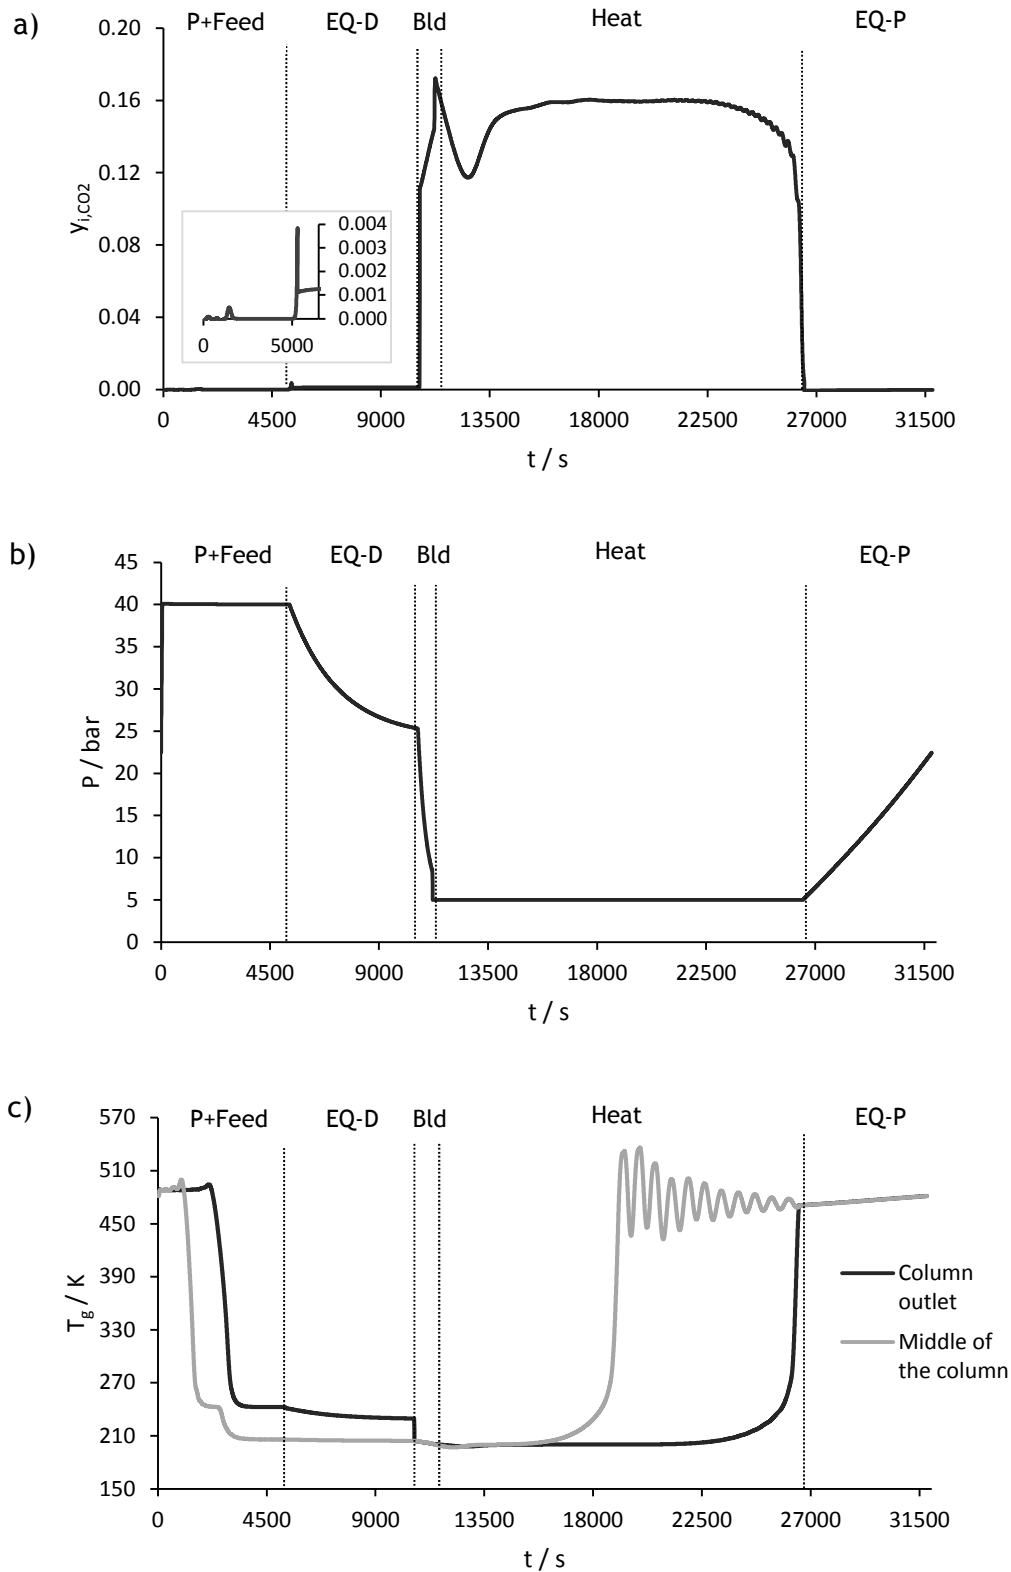 a)
P+Feed EQ-D Bld Heat EQ-P
0.20
0.16
0.12
0.08
0.04
0.00
yi,CO2
0.004
0.003
0.002
0.001
0.000
0 5000
0 4500 9000 13500 18000 22500 27000 31500
t / s
b)
P+Feed EQ-D Bld Heat EQ-P
45
40
35
30
25
20
15
10
5
0
P / bar
0 4500 9000 13500 18000 22500 27000 31500
t / s
c)
P+Feed EQ-D Bld Heat EQ-P
570
510
450
390
330
270
210
150
Tg / K
Column
outlet
Middle of
the column
0 4500 9000 13500 18000 22500 27000 31500
t / s